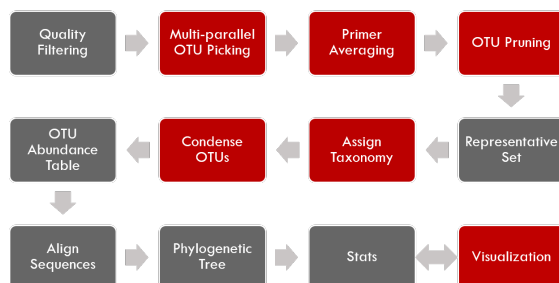 Quality
Filtering
Multi-parallel
OTU Picking
Primer
Averaging
OTU Pruning
OTU
Abundance
Table
Condense
OTUs
Assign
Taxonomy
Representative
Set
Align
Sequences
Phylogenetic
Tree
Stats
Visualization